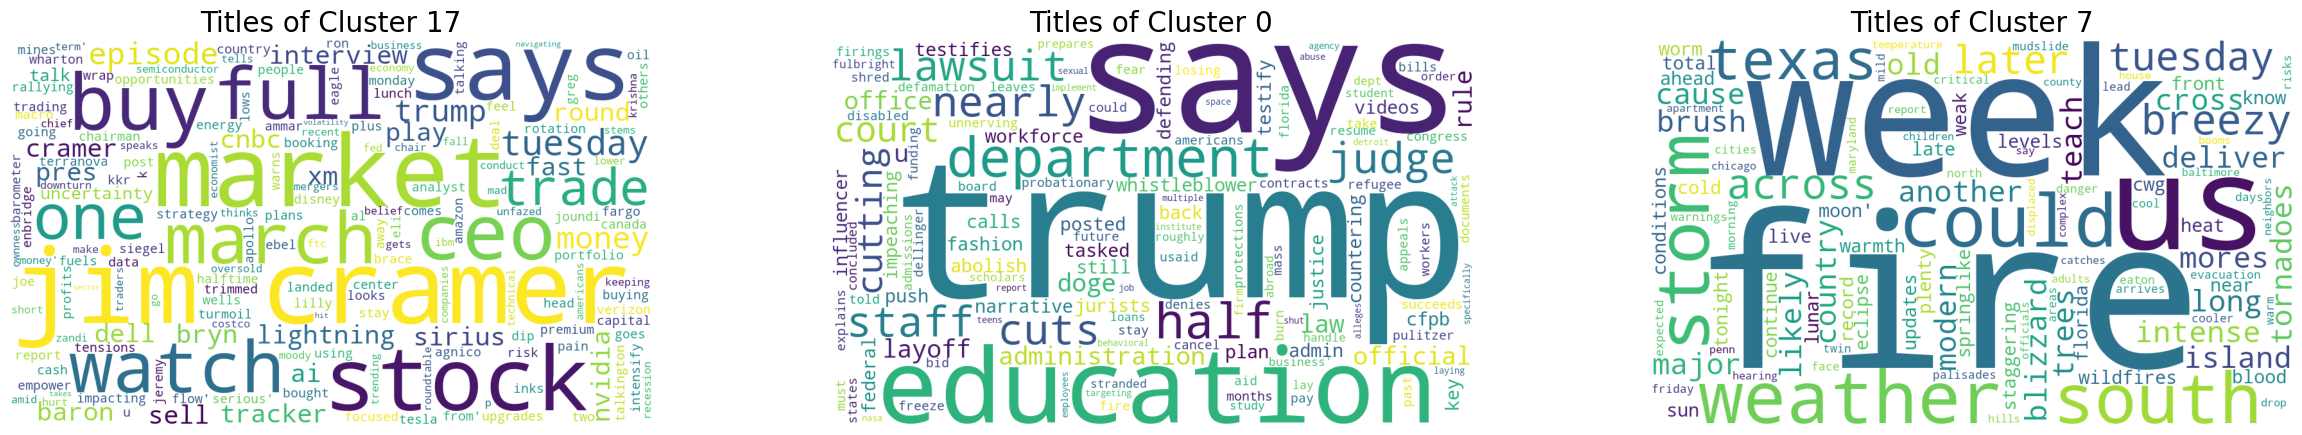 Titles of Cluster 17
mines term' episode country interview ron business oil navigating
wharton semiconductor tells economy says
talk wrap opportunities people monday talking others
rallying buy full eagle lunch trump greg round krishna
trading lows feel
macro energy volatility play deal
going chief chairman ammar recent plus rotation stems
cramer speaks cnbc booking fall tuesday
terranova post market xm fed chair fast conduct lower
pres kkr k warns analyst mad trade
downturn economist mergers
uncertainty disney
ownnessbarometer enbridge one strategy thinks plans al belief comes amazon unfazed joundi fargo
march away ell ceo canada
siegel apollo ebel ftc gets ibm money
make brace portfolio
money' fuels data oversold
joe profits halftime landed center companies technical americans keeping
short traders trimmed jim cramer lilly looks head buying
sector wells go stay hit verizon
zandi turmoil costco premium capital
dell bryn lightning sirius goes
report tensions moody using agnico risk dip pain
cash watch ai roundtable nvidia intensify
empower jeremy trending stock inks
amid takes impacting flow' serious' bought p talkington recession
hurt baron u sell tracker focused tesla from' upgrades two
Titles of Cluster 0
firings testifies prepares agency
fulbright lawsuit sexual says abuse bills order
shred fear losing dept
defamation leaves implement defending testify student rule
office nearly could space florida videos take
disabled unnerving resume congress
court workforce americans detroit
u funding department judge
cutting impeaching admissions board probationary whistleblower contracts refugee documents attack
influencer explains concluded dellinger may multiple back countering
calls posted institute justice appeals workers
fashion future roughly protections
tasked usaid mass
abolish still trump abroad
told scholars doge firm specifically
push report job
narrative jurists denies succeeds
staff teens cuts loans half alleges law cfpb
stay burn shut handle pulitzer
layoff behavioral cancel plan admin
must states federal bid administration business' official
education stranded aid lay past key
freeze employees targeting months pay laying
nasa fire study
Titles of Cluster 7
worm texas temperature old later mudslide tuesday
total mild critical county house risks
ahead week lead front
cause report cross know
conditions apartment brush weak teach breezy
storm cities children levels booms
chicago late maryland say deliver
across north danger baltimore
cold another complex cwg tornadoes
warnings country could cool days neighbors
moon' displaced us heat
morning live warmth mores
likely lunar continue fire catches
tonight record eclipse plenty adults eaton evacuation long
face updates modern springlike areas arrives near warm
expected twin trees florida cooler
major penn staggering officials intense
hearing blizzard palisades wildfires island
friday weather south blood
sun hills drop